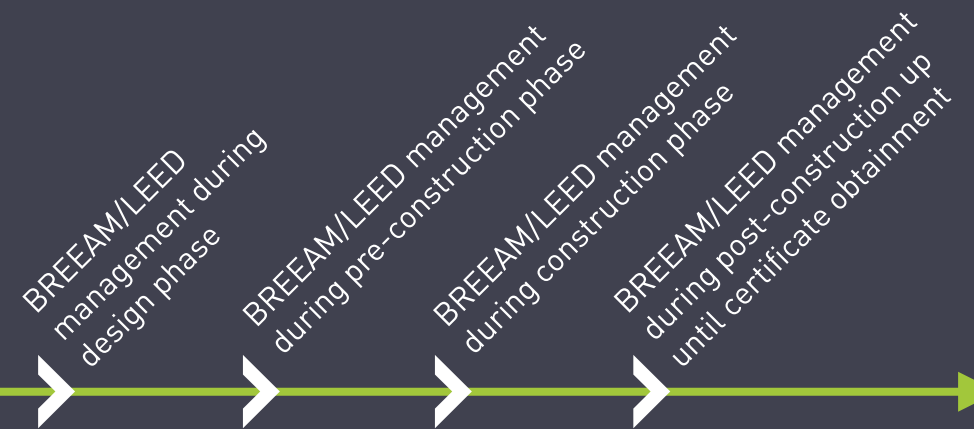 BREEAM/LEED
management during
design phase
BREEAM/LEED management
during pre-construction phase
BREEAM/LEED management
during construction phase
BREEAM/LEED management
during post-construction up
until certificate obtainment